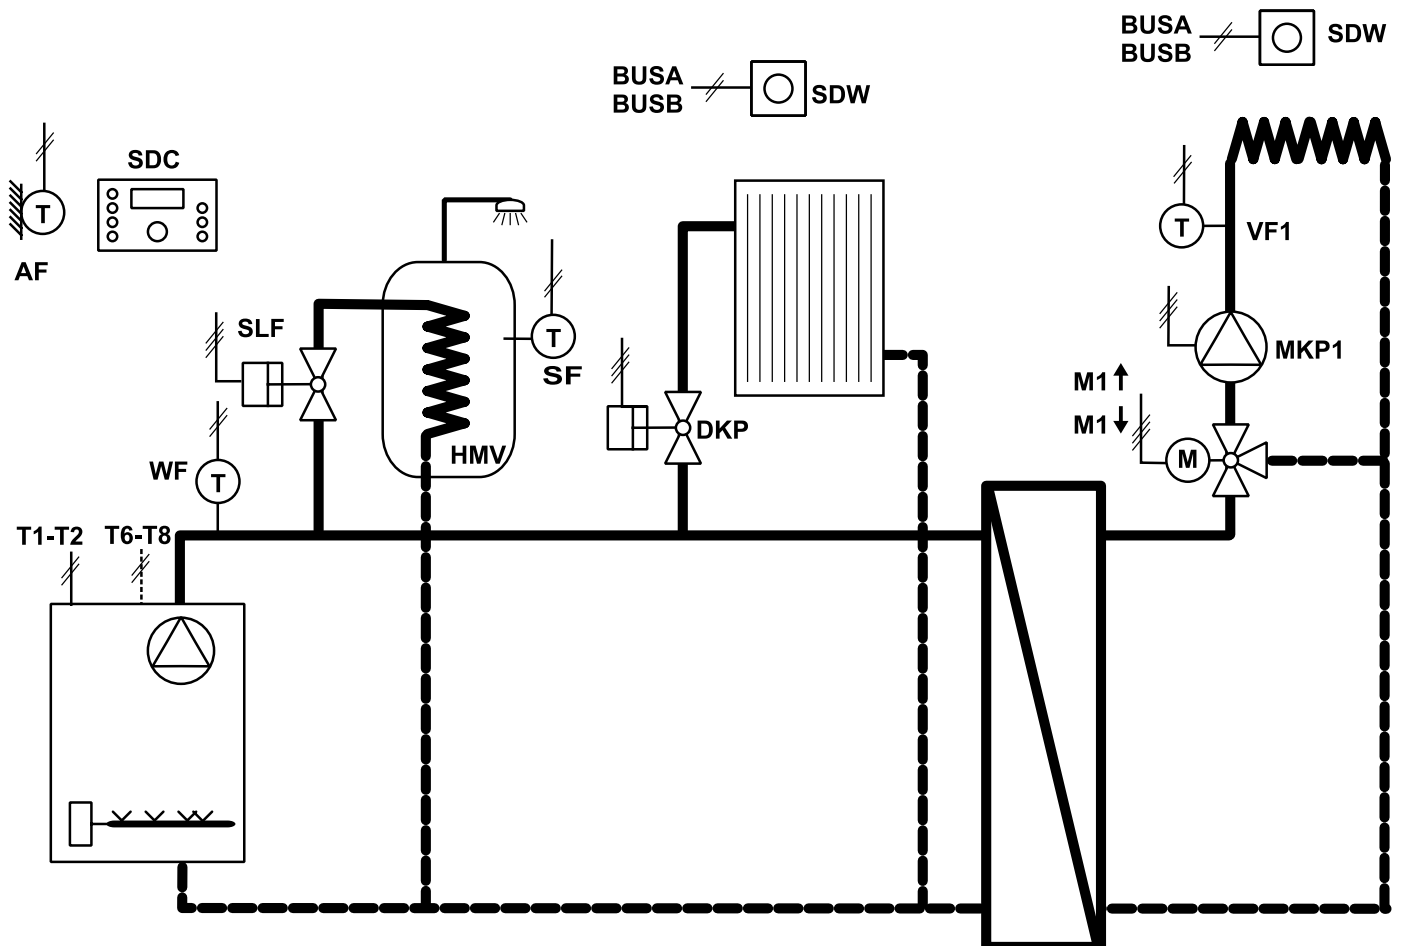 BUSA
BUSB
SDW
BUSA
BUSB
SDW
SDC
T
AF
T
VF1
SLF
T
SF
MKP1
M1
M1
DKP
HMV
WF
T
M
T1-T2
T6-T8